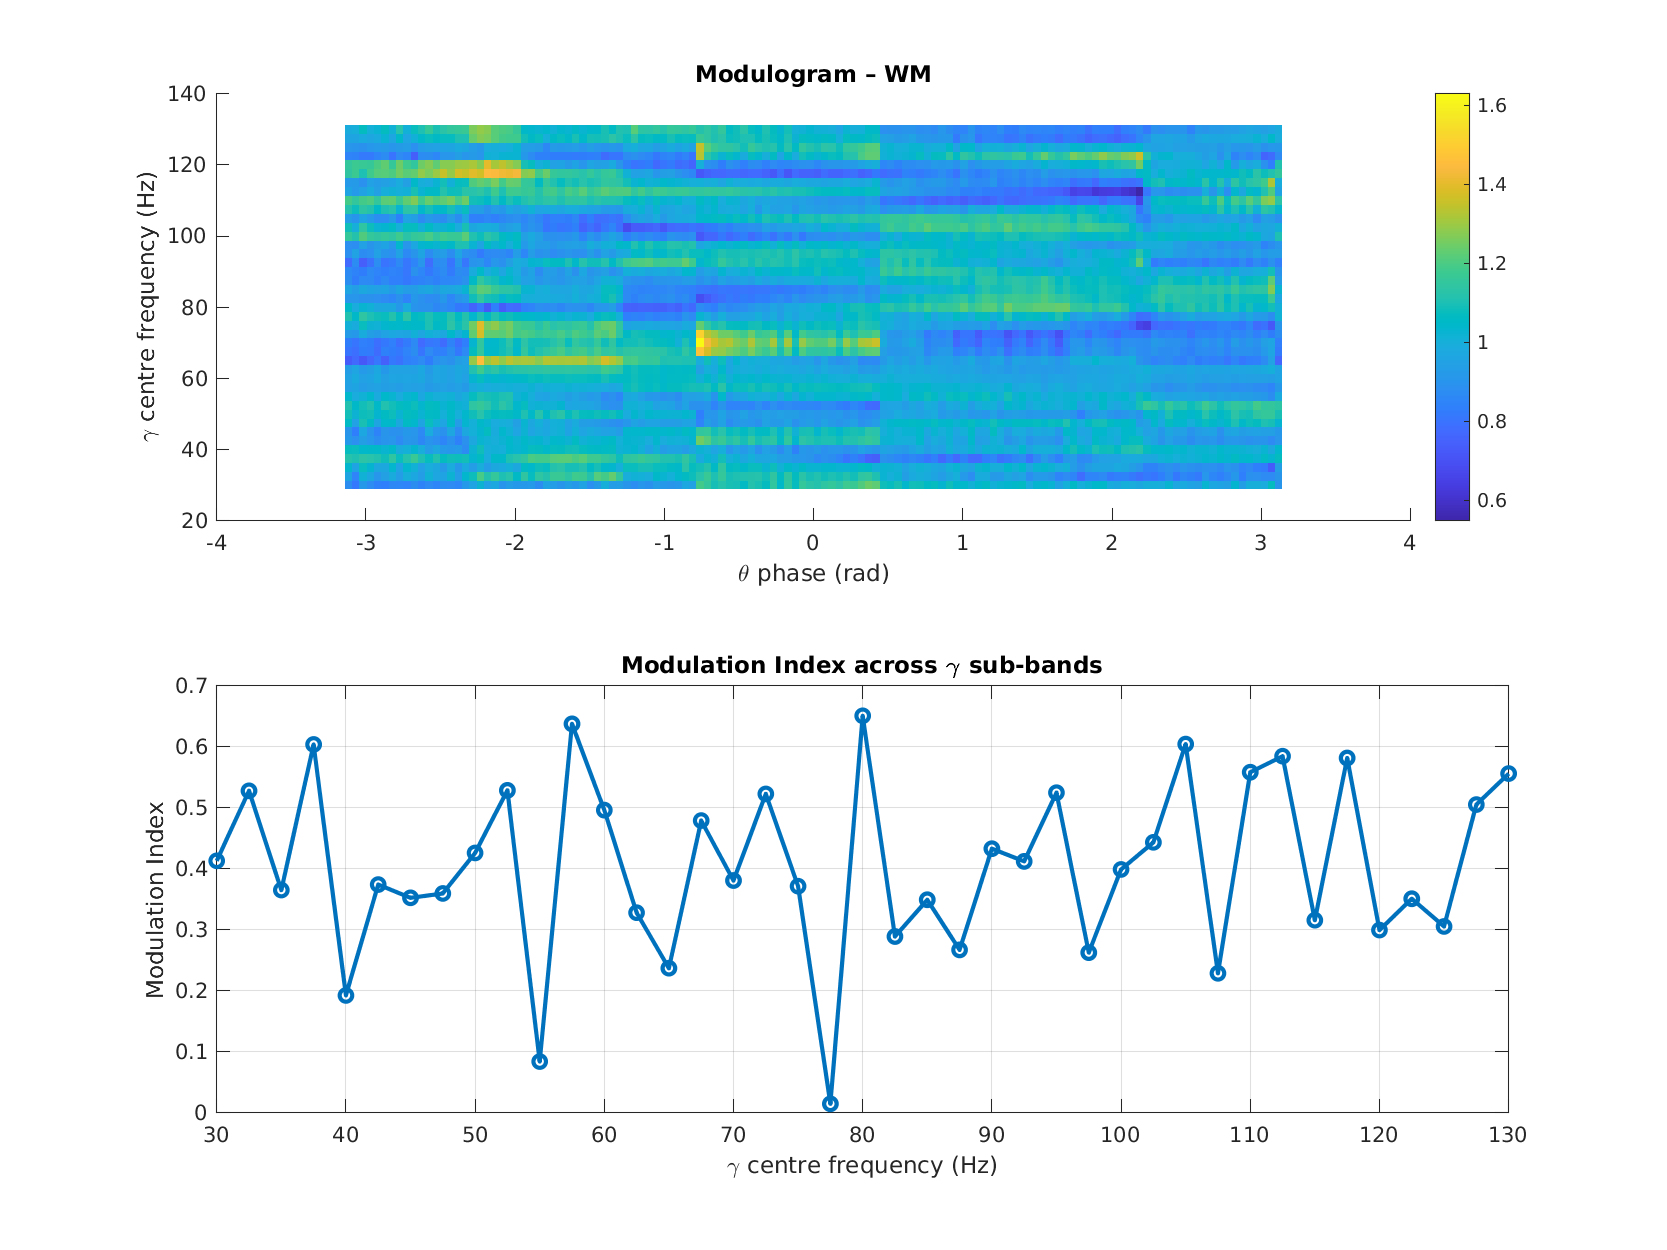 Modulogram – WM
γ centre frequency (Hz)
140
120
100
80
60
40
20
-4 -3 -2 -1 0 1 2 3 4
θ phase (rad)
1.6
1.4
1.2
1
0.8
0.6
Modulation Index across γ sub-bands
Modulation Index
0.7
0.6
0.5
0.4
0.3
0.2
0.1
0
30 40 50 60 70 80 90 100 110 120 130
γ centre frequency (Hz)